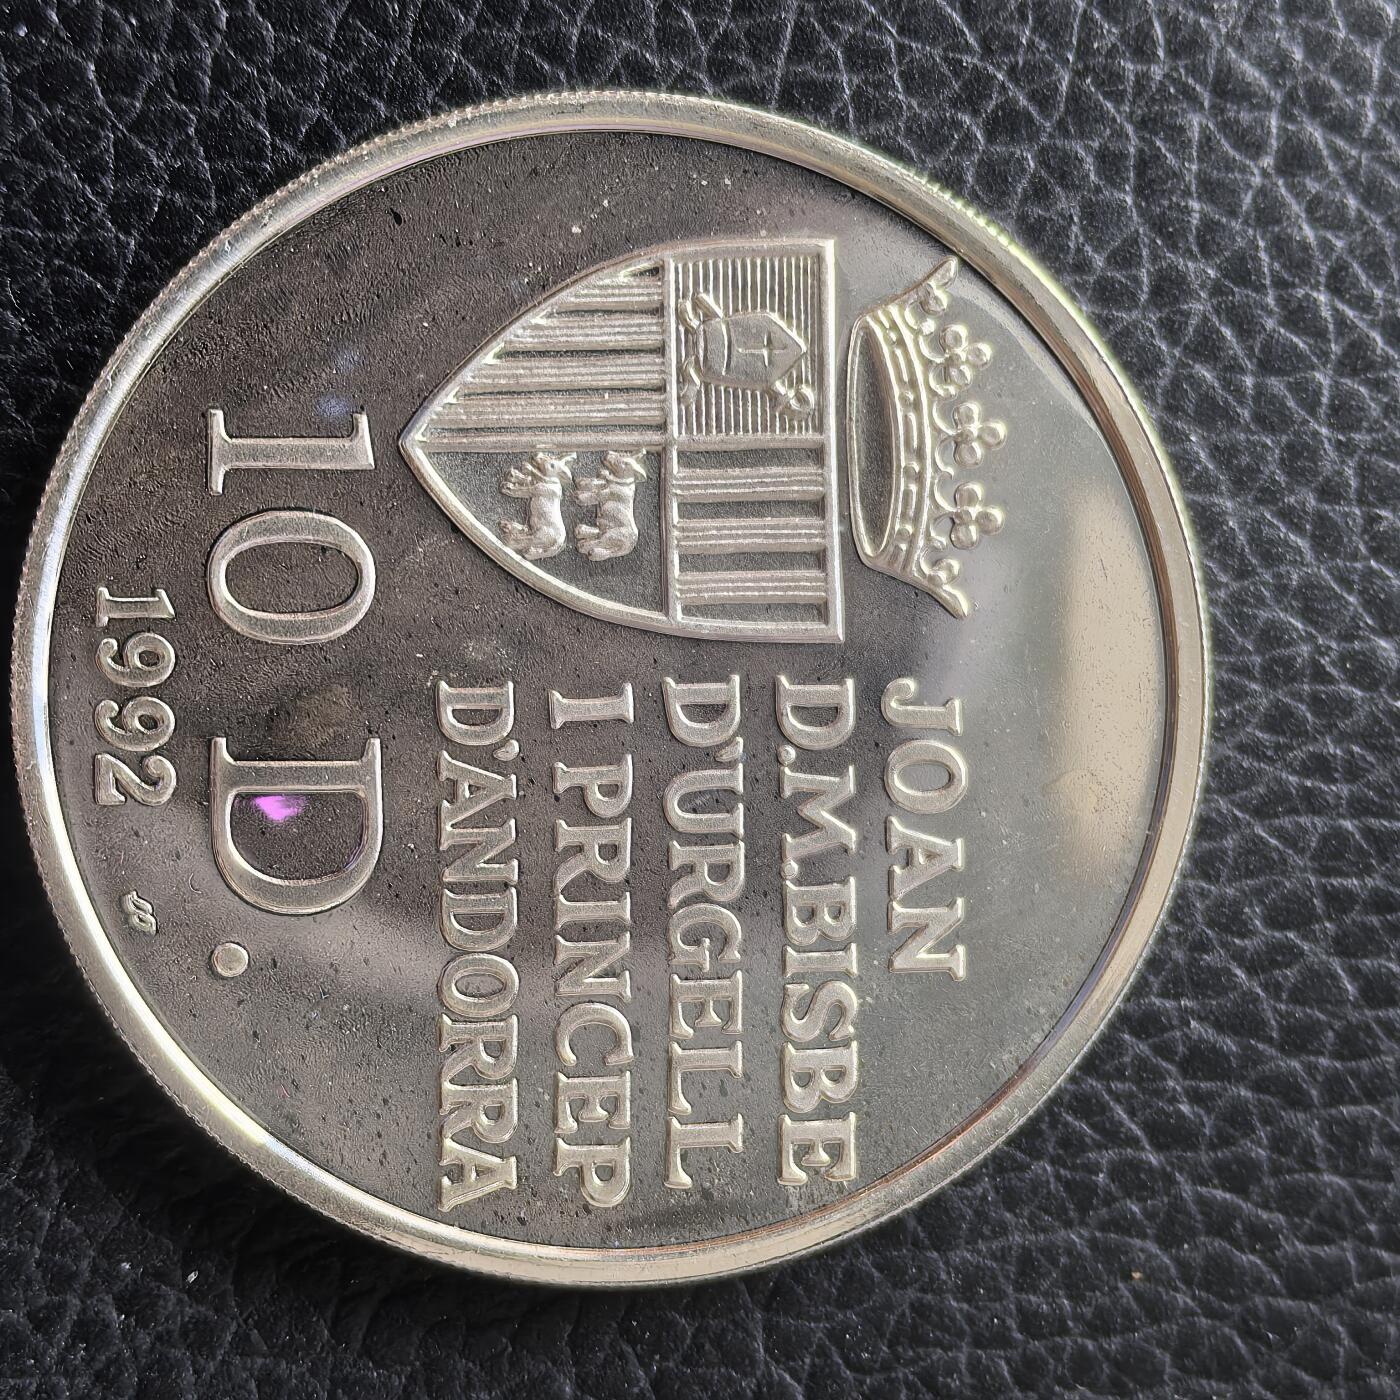 JOAN
D.M.BISBE
D'URGELL
I PRINCEP
D'ANDORRA
10 D.
1992